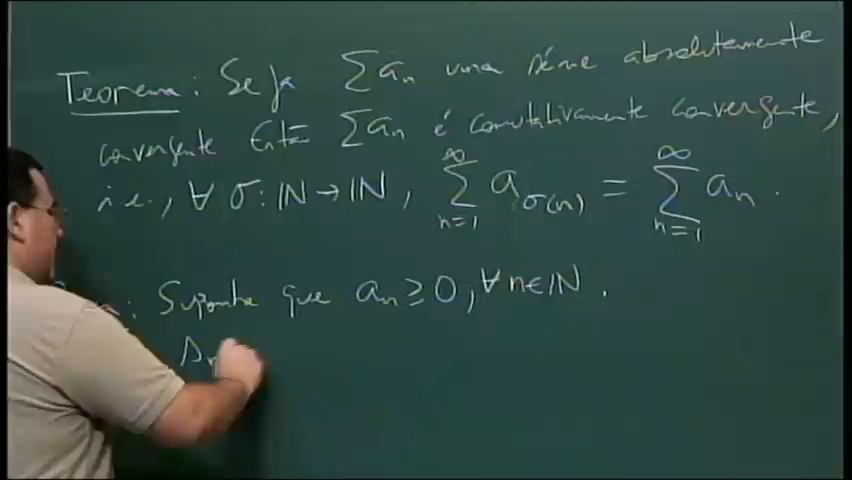 Teorema: Seja ∑aₙ uma série absolutamente
convergente Então ∑aₙ é comutativamente convergente,
i.e., ∀ σ: ℕ → ℕ, ∑_{n=1}^{∞} a_{σ(n)} = ∑_{n=1}^{∞} aₙ.
: Suponha que aₙ ≥ 0, ∀ n ∈ ℕ.